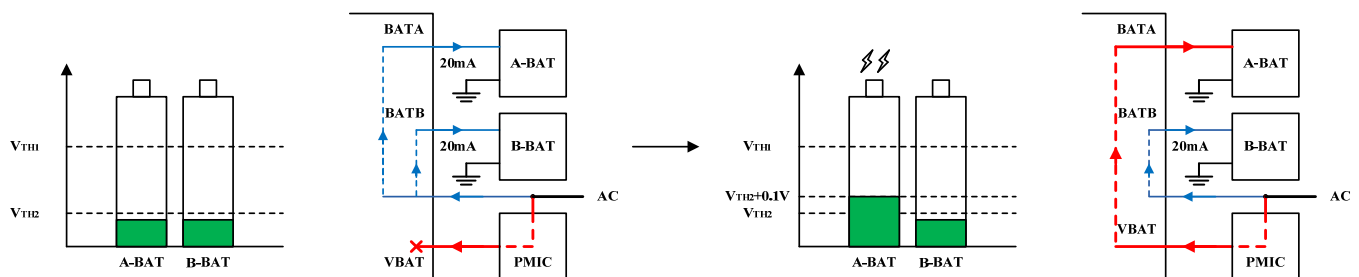 VTH1
VTH2
A-BAT
B-BAT
BATA
20mA
A-BAT
BATB
20mA
B-BAT
AC
VBAT
PMIC
VTH1
VTH2+0.1V
VTH2
A-BAT
B-BAT
BATA
A-BAT
BATB
20mA
B-BAT
AC
VBAT
PMIC